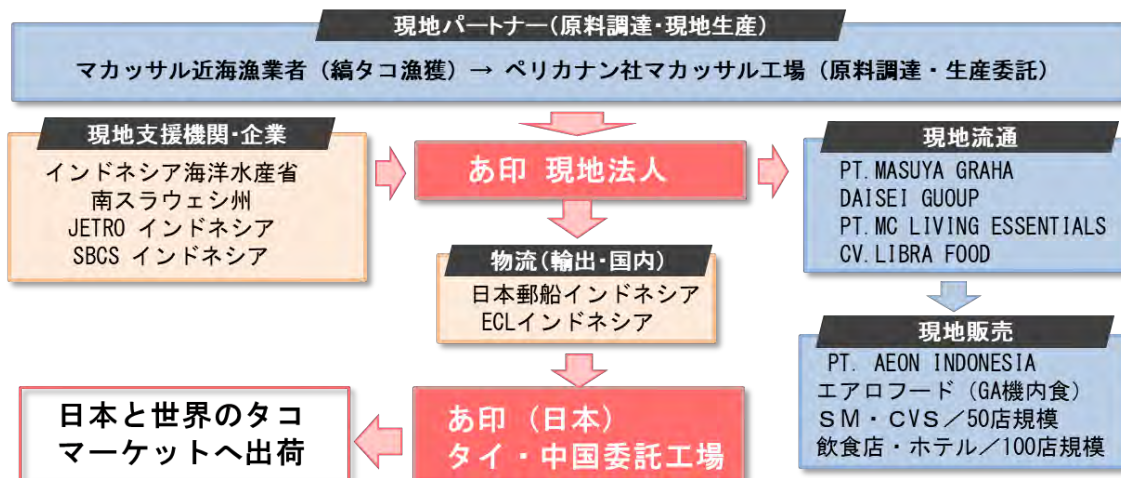 現地パートナー(原料調達・現地生産)
マカッサル近海漁業者（縞タコ漁獲）→ ペリカナン社マカッサル工場（原料調達・生産委託）
現地支援機関・企業
インドネシア海洋水産省
南スラウェシ州
JETRO インドネシア
SBCS インドネシア
あ印 現地法人
物流(輸出・国内)
日本郵船インドネシア
ECLインドネシア
現地流通
PT.MASUYA GRAHA
DAISEI GUOUP
PT.MC LIVING ESSENTIALS
CV.LIBRA FOOD
現地販売
PT. AEON INDONESIA
エアロフード（GA機内食）
ＳＭ・ＣＶＳ／50店規模
飲食店・ホテル／100店規模
あ印（日本）
タイ・中国委託工場
日本と世界のタコ
マーケットへ出荷